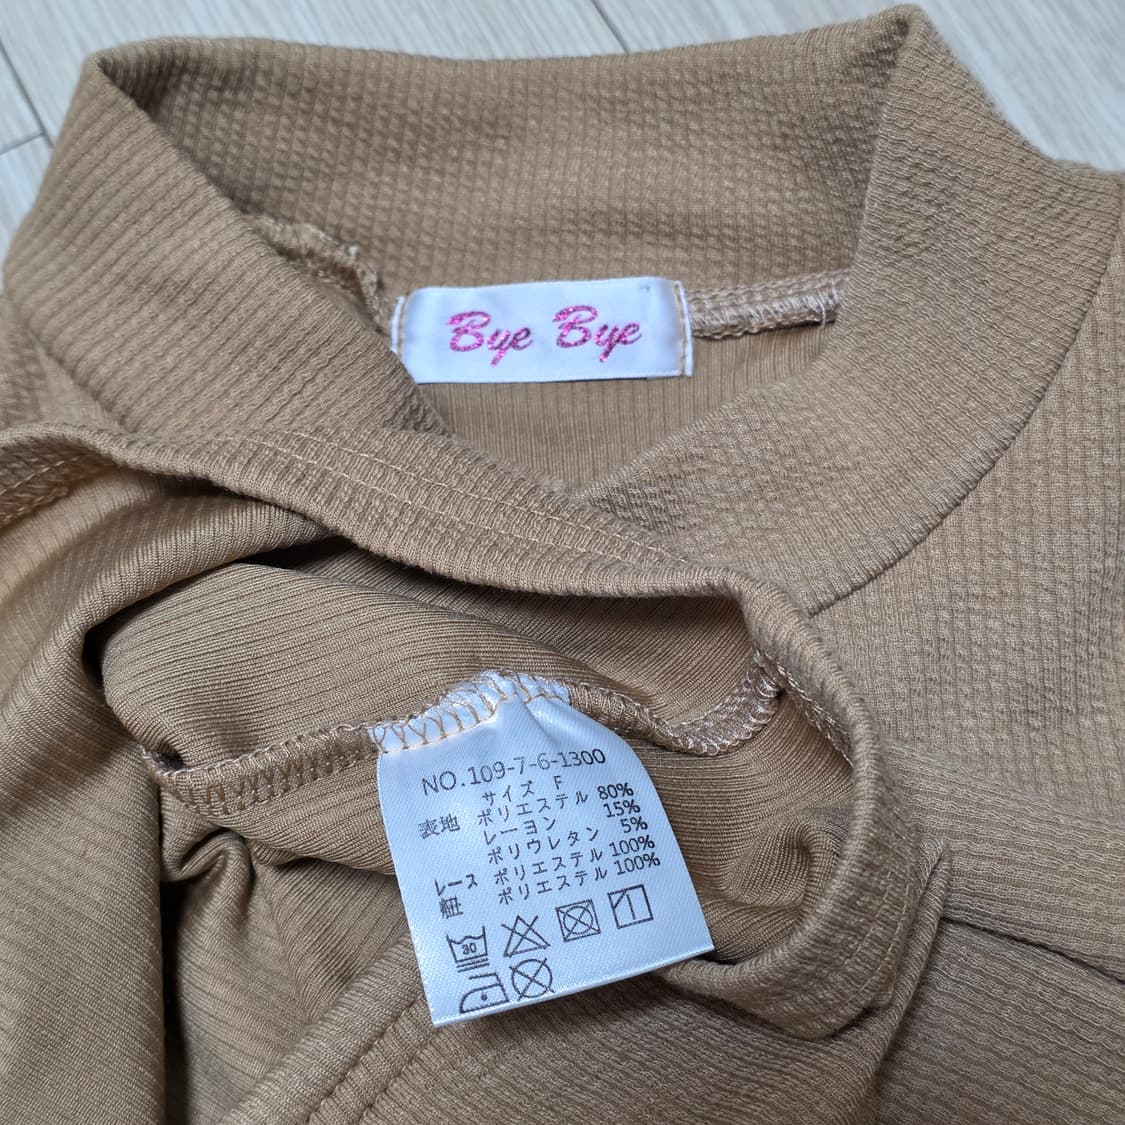 Bye Bye
NO.109-7-6-1300
サイズ F
表地 ポリエステル 80%
レーヨン 15%
ポリウレタン 5%
レース ポリエステル 100%
紐 ポリエステル 100%
30